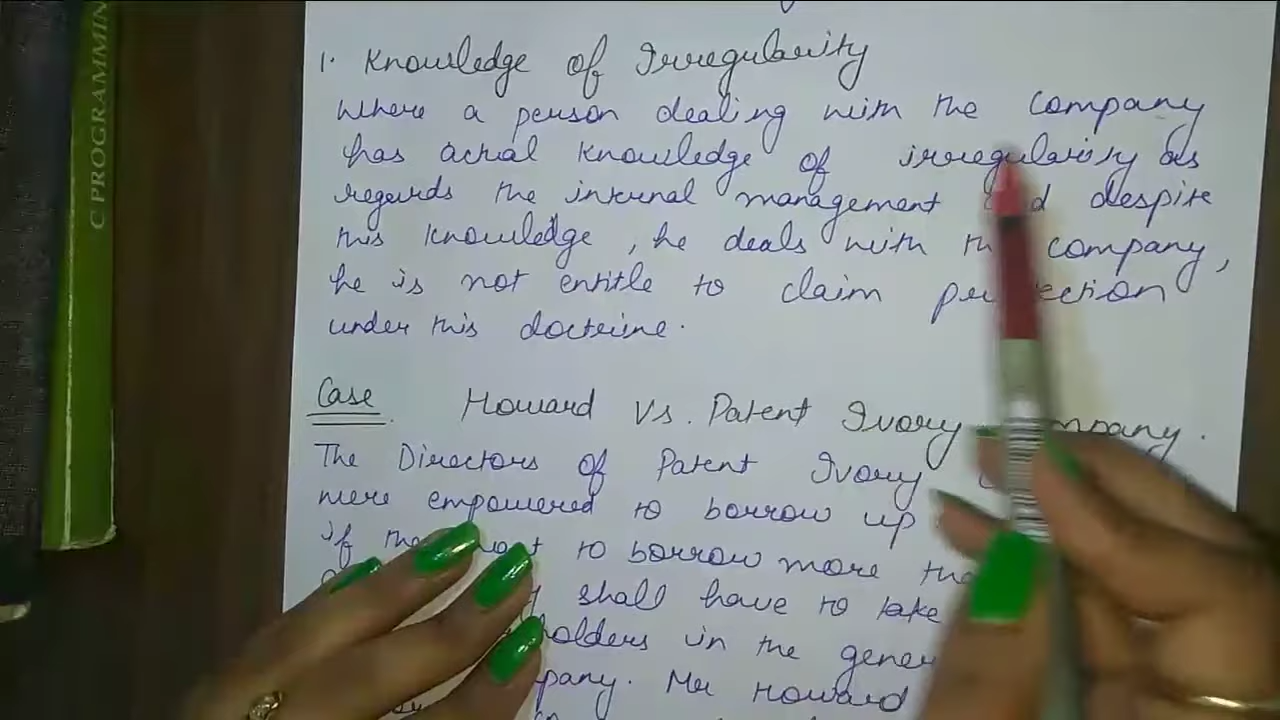 C PROGRAMMIN
1. Knowledge of Irregularity
Where a person dealing with the company
has actual knowledge of irregularity as
regards the internal management despite
this knowledge, he deals with company,
he is not entitle to claim
under this doctrine.
Case Howard Vs. Patent Ivory
The Directors of Patent Ivory
were empowered to borrow up
if to borrow more
shall have to take
holders in the
Mr Howard